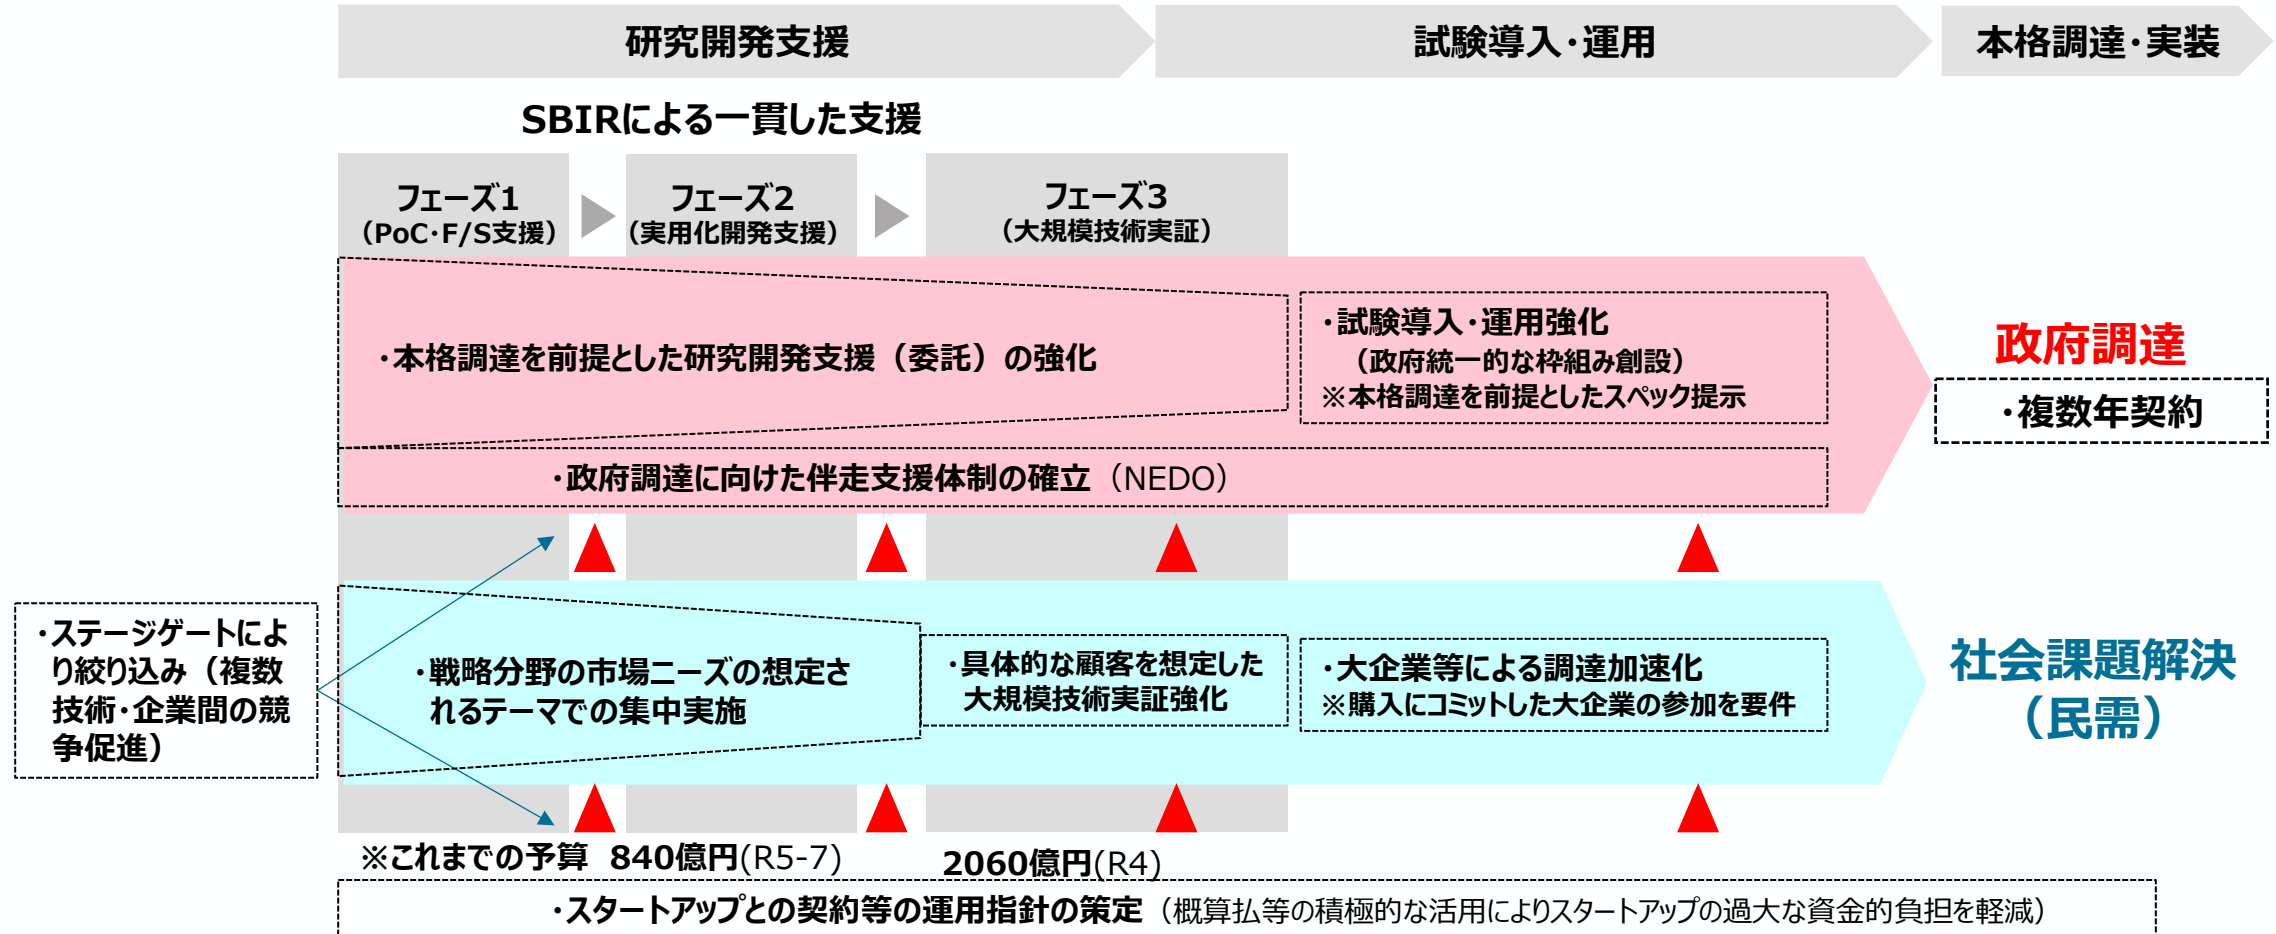 研究開発支援
試験導入・運用
本格調達・実装
SBIRによる一貫した支援
フェーズ1
（PoC・F/S支援）
フェーズ2
（実用化開発支援）
フェーズ3
（大規模技術実証）
・本格調達を前提とした研究開発支援（委託）の強化
・試験導入・運用強化
（政府統一的な枠組み創設）
※本格調達を前提としたスペック提示
政府調達
・複数年契約
・政府調達に向けた伴走支援体制の確立（NEDO）
・ステージゲートによ
り絞り込み（複数
技術・企業間の競
争促進）
・戦略分野の市場ニーズの想定さ
れるテーマでの集中実施
・具体的な顧客を想定した
大規模技術実証強化
・大企業等による調達加速化
※購入にコミットした大企業の参加を要件
社会課題解決
（民需）
※これまでの予算 840億円(R5-7)
2060億円(R4)
・スタートアップとの契約等の運用指針の策定（概算払等の積極的な活用によりスタートアップの過大な資金的負担を軽減）